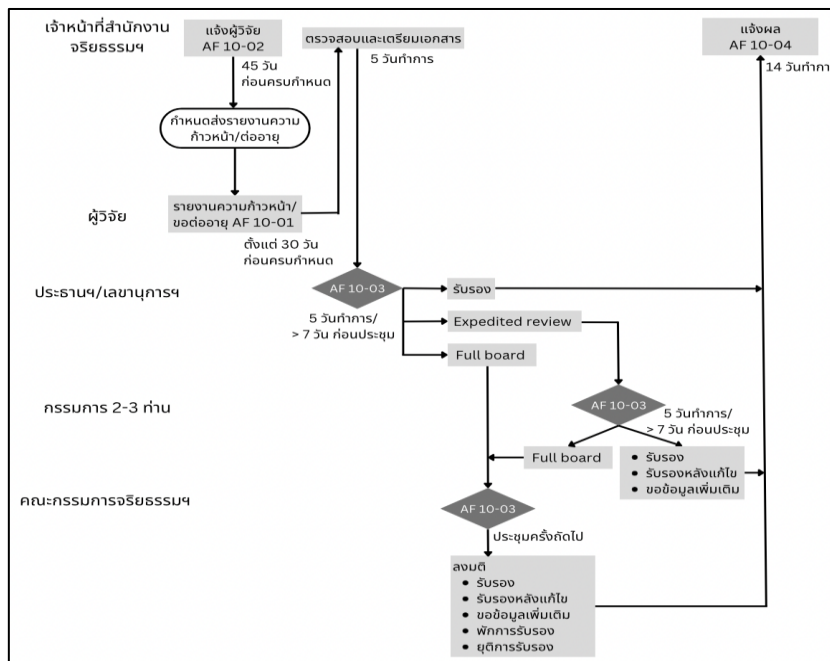 เจ้าหน้าที่สำนักงาน
จริยธรรมฯ
แจ้งผู้วิจัย
AF 10-02
ตรวจสอบและเตรียมเอกสาร
แจ้งผล
AF 10-04
45 วัน
ก่อนครบกำหนด
5 วันทำการ
14 วันทำกา
กำหนดส่งรายงานความ
ก้าวหน้า/ต่ออายุ
ผู้วิจัย
รายงานความก้าวหน้า/
ขอต่ออายุ AF 10-01
ตั้งแต่ 30 วัน
ก่อนครบกำหนด
ประธานฯ/เลขานุการฯ
AF 10-03
รับรอง
5 วันทำการ/
> 7 วัน ก่อนประชุม
Expedited review
Full board
กรรมการ 2-3 ท่าน
AF 10-03
5 วันทำการ/
> 7 วัน ก่อนประชุม
Full board
• รับรอง
• รับรองหลังแก้ไข
• ขอข้อมูลเพิ่มเติม
คณะกรรมการจริยธรรมฯ
AF 10-03
ประชุมครั้งถัดไป
ลงมติ
• รับรอง
• รับรองหลังแก้ไข
• ขอข้อมูลเพิ่มเติม
• พักการรับรอง
• ยุติการรับรอง